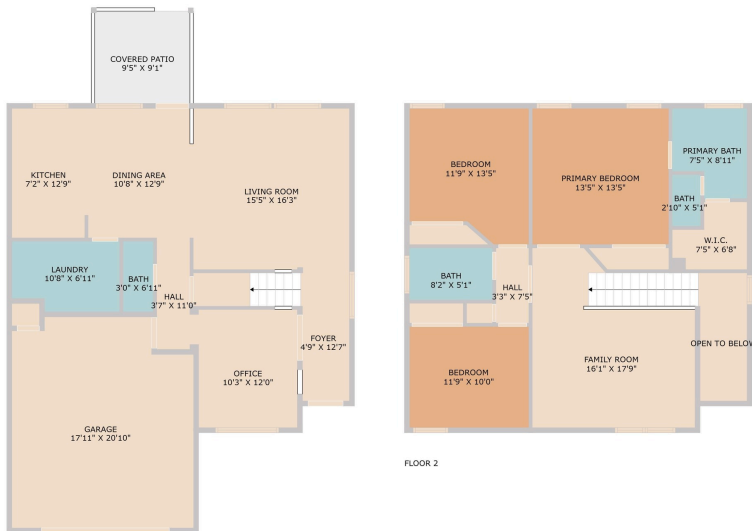 COVERED PATIO
9'5" X 9'1"
KITCHEN
7'2" X 12'9"
DINING AREA
10'8" X 12'9"
LIVING ROOM
15'5" X 16'3"
LAUNDRY
10'8" X 6'11"
BATH
3'0" X 6'11"
HALL
3'7" X 11'0"
FOYER
4'9" X 12'7"
OFFICE
10'3" X 12'0"
GARAGE
17'11" X 20'10"
BEDROOM
11'9" X 13'5"
PRIMARY BEDROOM
13'5" X 13'5"
PRIMARY BATH
7'5" X 8'11"
BATH
2'10" X 5'1"
W.I.C.
7'5" X 6'8"
BATH
8'2" X 5'1"
HALL
3'3" X 7'5"
OPEN TO BELOW
FAMILY ROOM
16'1" X 17'9"
BEDROOM
11'9" X 10'0"
FLOOR 2